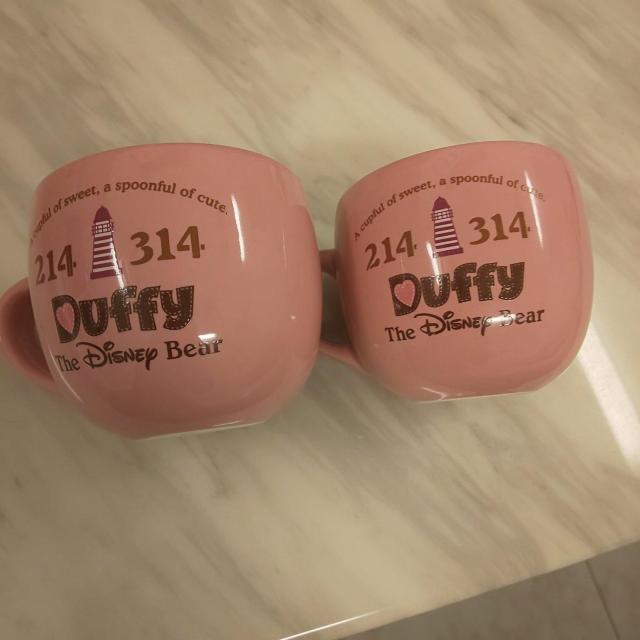 A cupful of sweet, a spoonful of cute.
214 314
Duffy
The Disney Bear
A cupful of sweet, a spoonful of cute.
214 314
Duffy
The Disney Bear